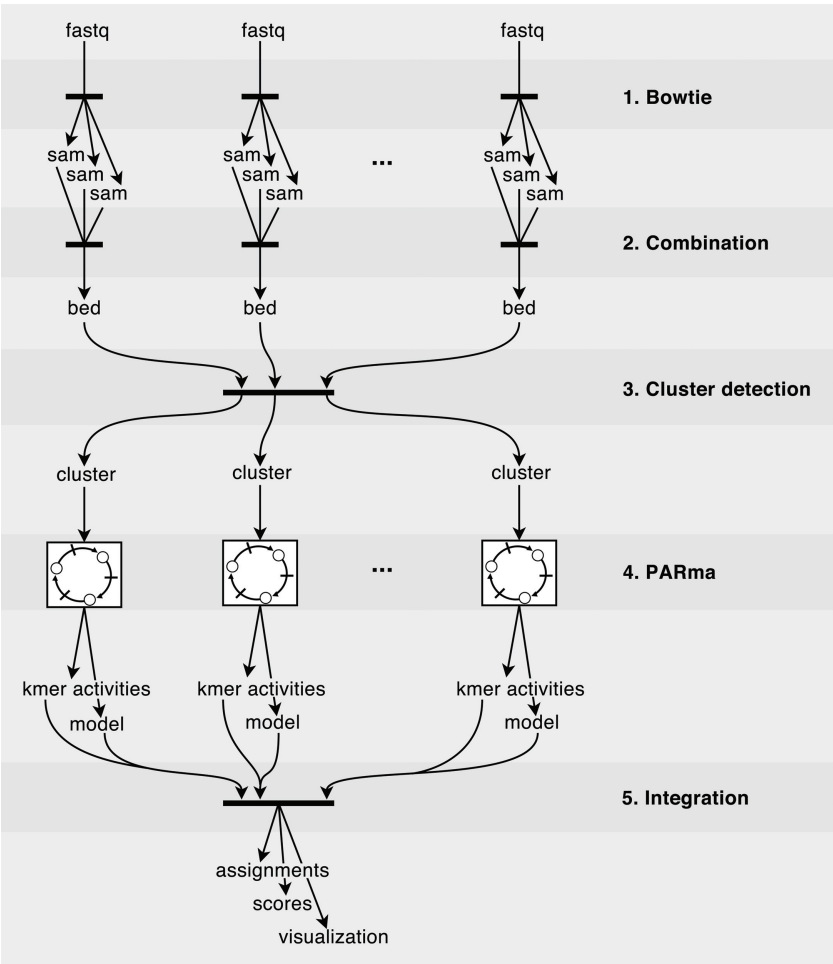 fastq fastq fastq
1. Bowtie
sam sam ... sam
sam sam sam
sam sam sam
2. Combination
bed bed bed
3. Cluster detection
cluster cluster cluster
... 4. PARma
kmer activities kmer activities kmer activities
model model model
5. Integration
assignments
scores
visualization